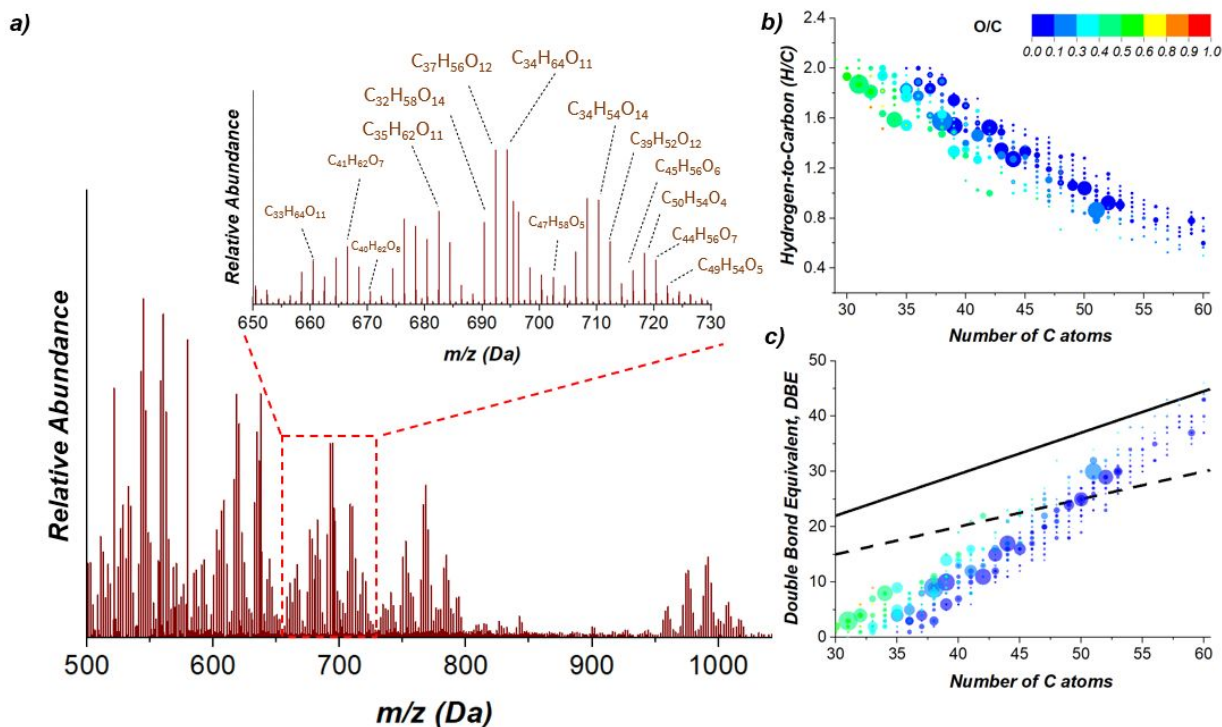 a)
C₃₇H₅₆O₁₂
C₃₄H₆₄O₁₁
C₃₂H₅₈O₁₄
C₃₄H₅₄O₁₄
C₃₅H₆₂O₁₁
C₃₉H₅₂O₁₂
C₄₁H₆₂O₇
C₄₅H₅₆O₆
C₃₃H₆₄O₁₁
C₅₀H₅₄O₄
C₄₀H₆₂O₈
C₄₇H₅₈O₅
C₄₄H₅₆O₇
C₄₉H₅₄O₅
Relative Abundance
650 660 670 680 690 700 710 720 730
m/z (Da)
Relative Abundance
500 600 700 800 900 1000
m/z (Da)
b)
O/C
0.0 0.1 0.3 0.4 0.5 0.6 0.8 0.9 1.0
Hydrogen-to-Carbon (H/C)
2.4
2.0
1.6
1.2
0.8
0.4
30 35 40 45 50 55 60
Number of C atoms
c)
Double Bond Equivalent, DBE
50
40
30
20
10
0
30 35 40 45 50 55 60
Number of C atoms